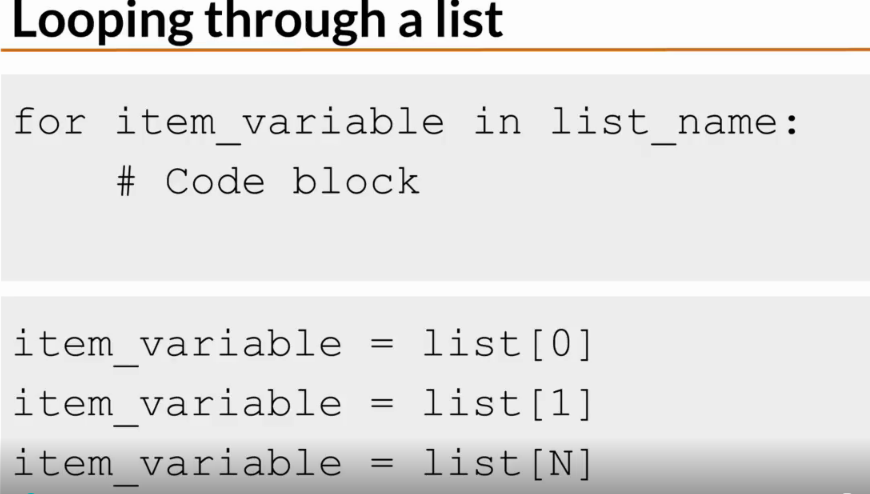 Looping through a list
for item_variable in list_name:
# Code block
item_variable = list[0]
item_variable = list[1]
item_variable = list[N]